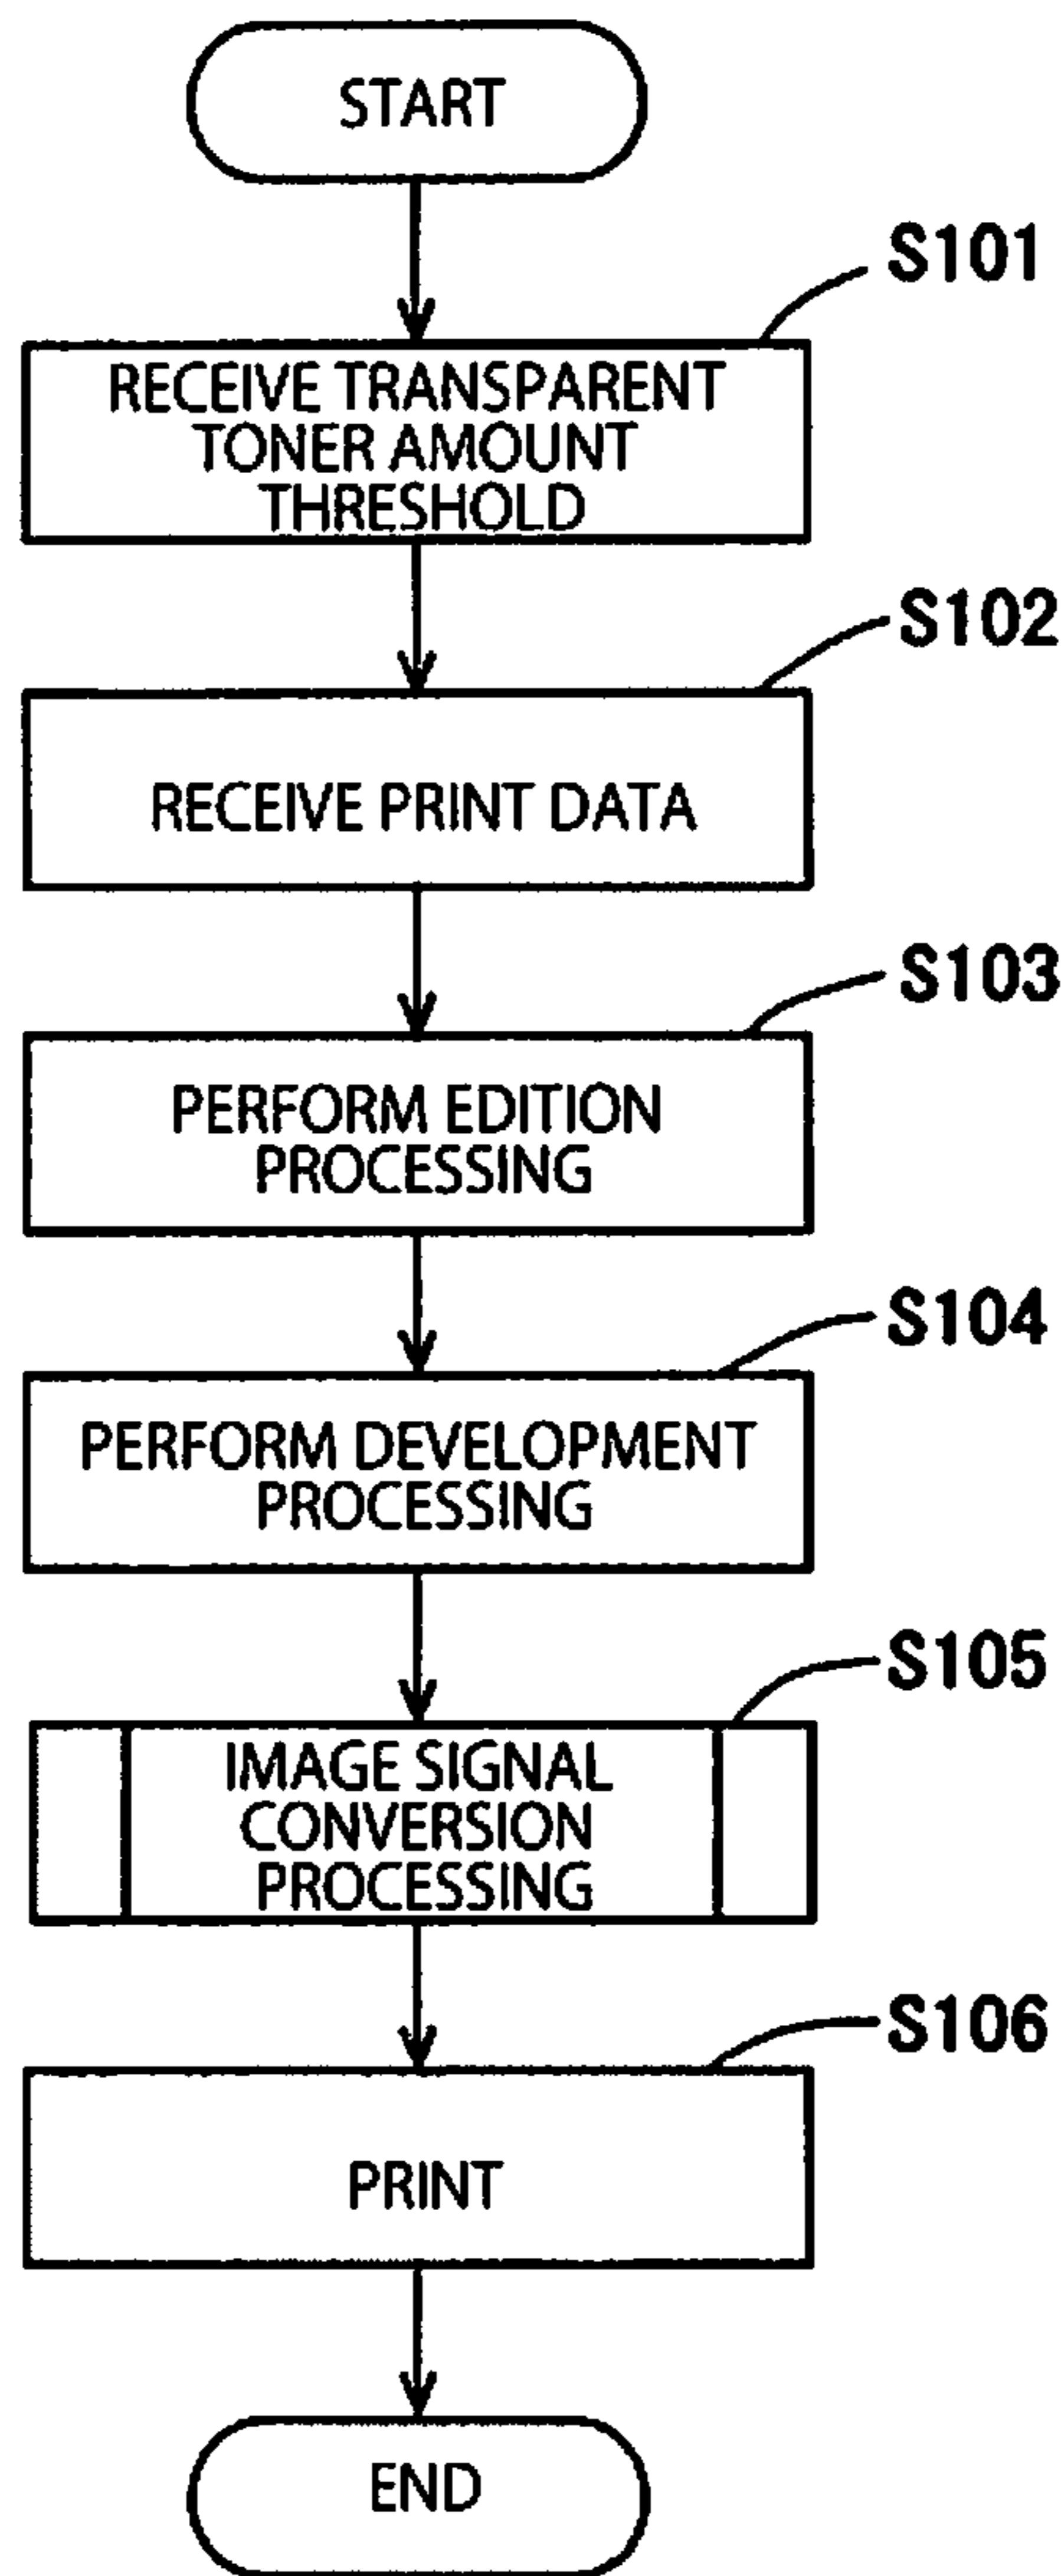 START
S101
RECEIVE TRANSPARENT
TONER AMOUNT
THRESHOLD
S102
RECEIVE PRINT DATA
S103
PERFORM EDITION
PROCESSING
S104
PERFORM DEVELOPMENT
PROCESSING
S105
IMAGE SIGNAL
CONVERSION
PROCESSING
S106
PRINT
END